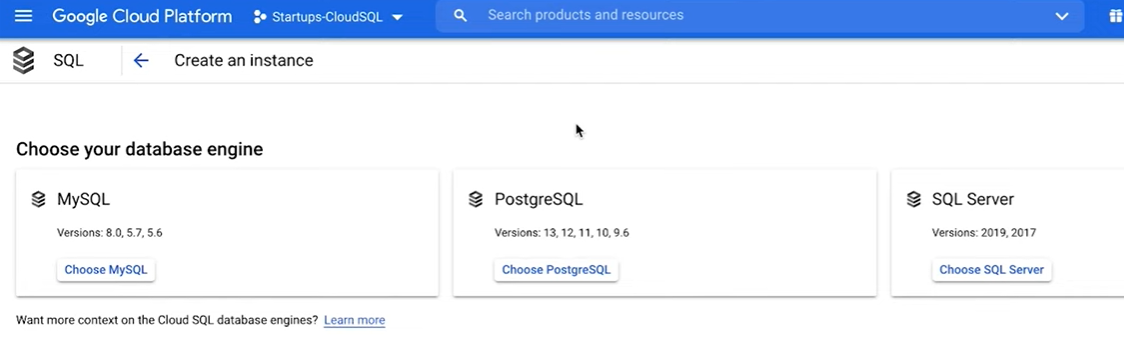 Google Cloud Platform Startups-CloudSQL Search products and resources
SQL Create an instance
Choose your database engine
MySQL
Versions: 8.0, 5.7, 5.6
Choose MySQL
PostgreSQL
Versions: 13, 12, 11, 10, 9.6
Choose PostgreSQL
SQL Server
Versions: 2019, 2017
Choose SQL Server
Want more context on the Cloud SQL database engines? Learn more